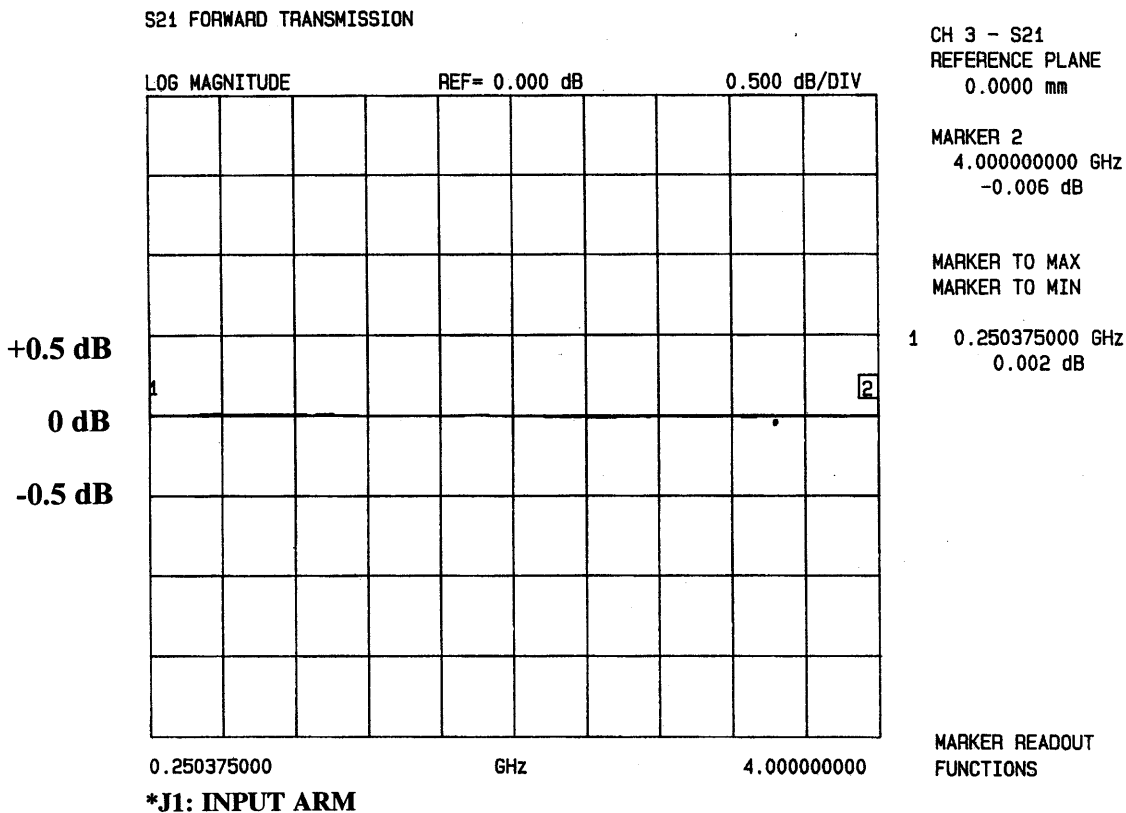 S21 FORWARD TRANSMISSION
LOG MAGNITUDE REF= 0.000 dB 0.500 dB/DIV
CH 3 - S21
REFERENCE PLANE
0.0000 mm
MARKER 2
4.000000000 GHz
-0.006 dB
MARKER TO MAX
MARKER TO MIN
1 0.250375000 GHz
0.002 dB
+0.5 dB
1
2
0 dB
-0.5 dB
0.250375000 GHz 4.000000000
MARKER READOUT
FUNCTIONS
*J1: INPUT ARM